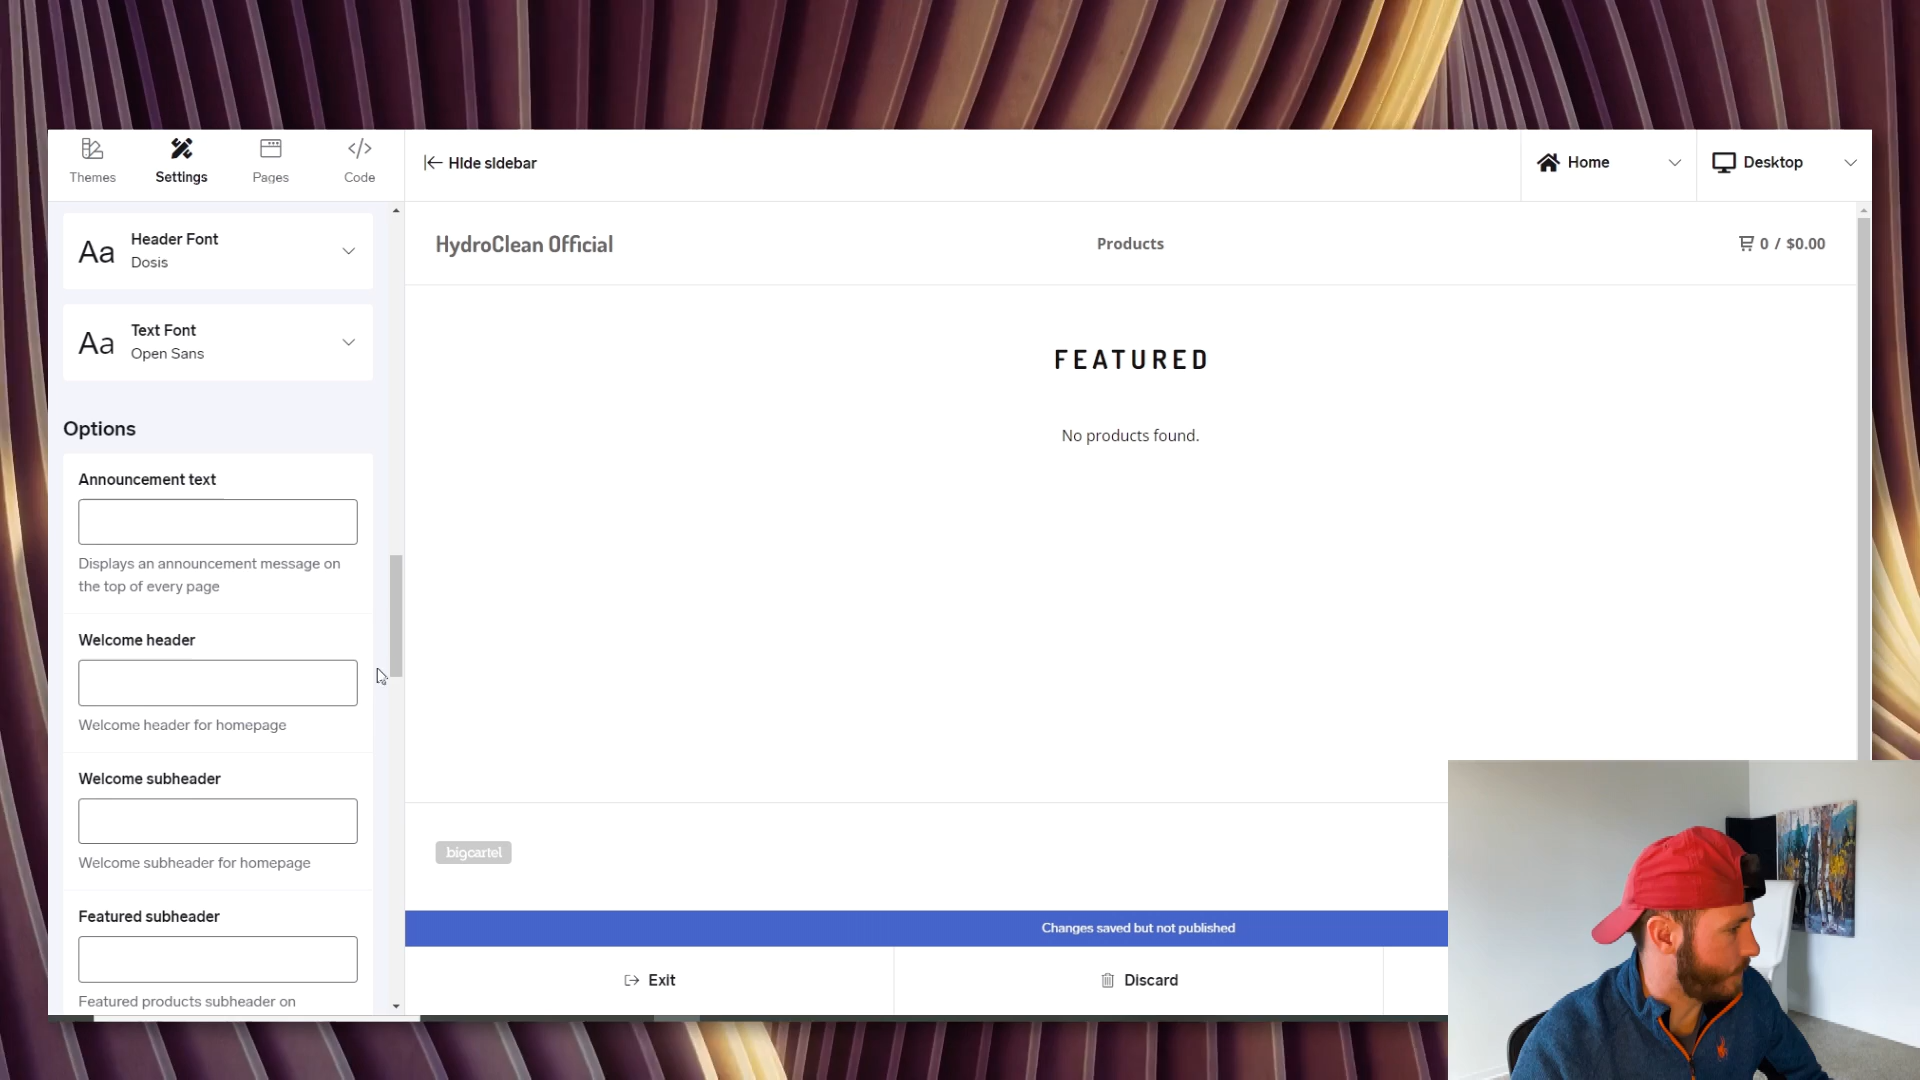 Themes
Settings
Pages
Code
Hide sidebar
Home
Desktop
Aa
Header Font
Dosis
Aa
Text Font
Open Sans
Options
Announcement text
Displays an announcement message on
the top of every page
Welcome header
Welcome header for homepage
Welcome subheader
Welcome subheader for homepage
Featured subheader
Featured products subheader on
HydroClean Official
Products
0 / $0.00
FEATURED
No products found.
bigcartel
Changes saved but not published
Exit
Discard